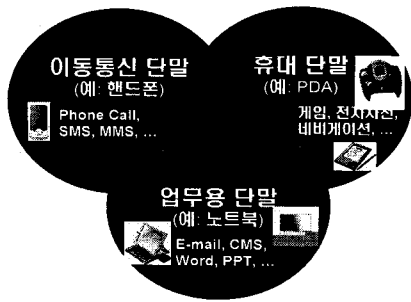 이동통신 단말
(예: 핸드폰)
Phone Call,
SMS, MMS, ...
휴대 단말
(예: PDA)
게임, 전자사전,
네비게이션, ...
업무용 단말
(예: 노트북)
E-mail, CMS,
Word, PPT, ...